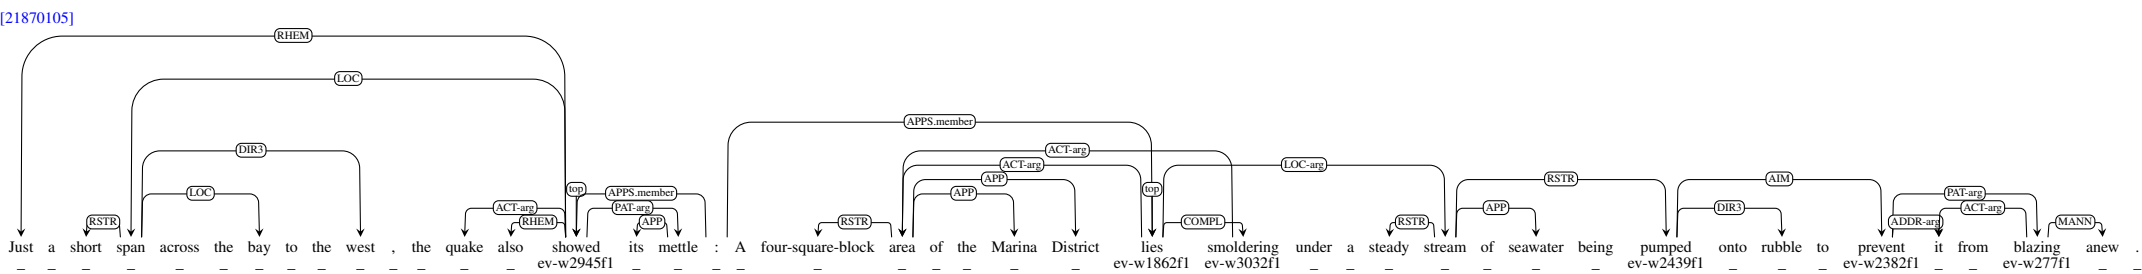 [21870105]
RHEM
LOC
APPS.member
DIR3 ACT-arg
ACT-arg LOC-arg
APP RSTR AIM
LOC top APPS.member APP top PAT-arg
ACT-arg PAT-arg APP DIR3 ACT-arg
RSTR RHEM APP RSTR COMPL RSTR ADDR-arg MANN
Just a short span across the bay to the west , the quake also showed its mettle : A four-square-block area of the Marina District lies smoldering under a steady stream of seawater being pumped onto rubble to prevent it from blazing anew .
_ _ _ _ _ _ _ _ _ _ _ _ _ _ ev-w2945f1 _ _ _ _ _ _ _ _ _ _ ev-w1862f1 ev-w3032f1 _ _ _ _ _ _ _ ev-w2439f1 _ _ _ ev-w2382f1 _ _ ev-w277f1 _ _